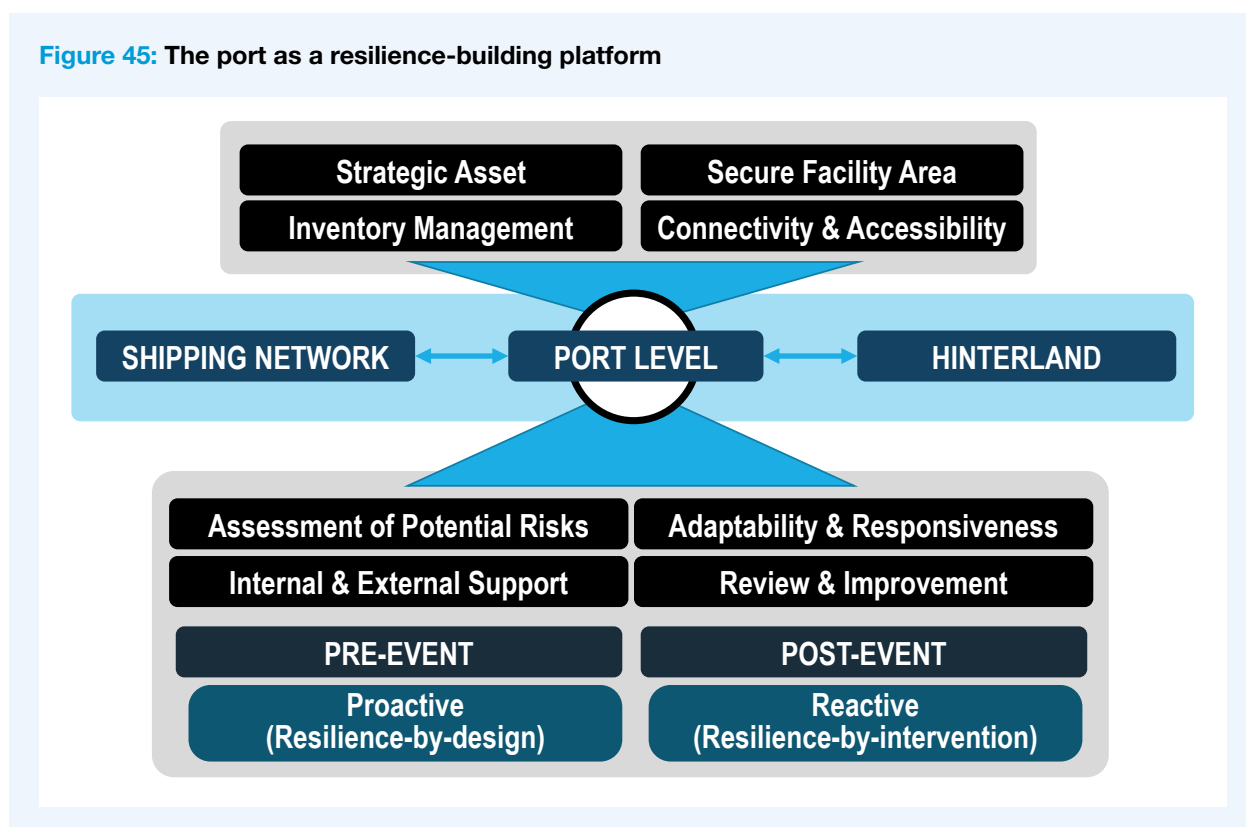 Figure 45: The port as a resilience-building platform
Strategic Asset
Secure Facility Area
Inventory Management
Connectivity & Accessibility
SHIPPING NETWORK
PORT LEVEL
HINTERLAND
Assessment of Potential Risks
Adaptability & Responsiveness
Internal & External Support
Review & Improvement
PRE-EVENT
POST-EVENT
Proactive
(Resilience-by-design)
Reactive
(Resilience-by-intervention)